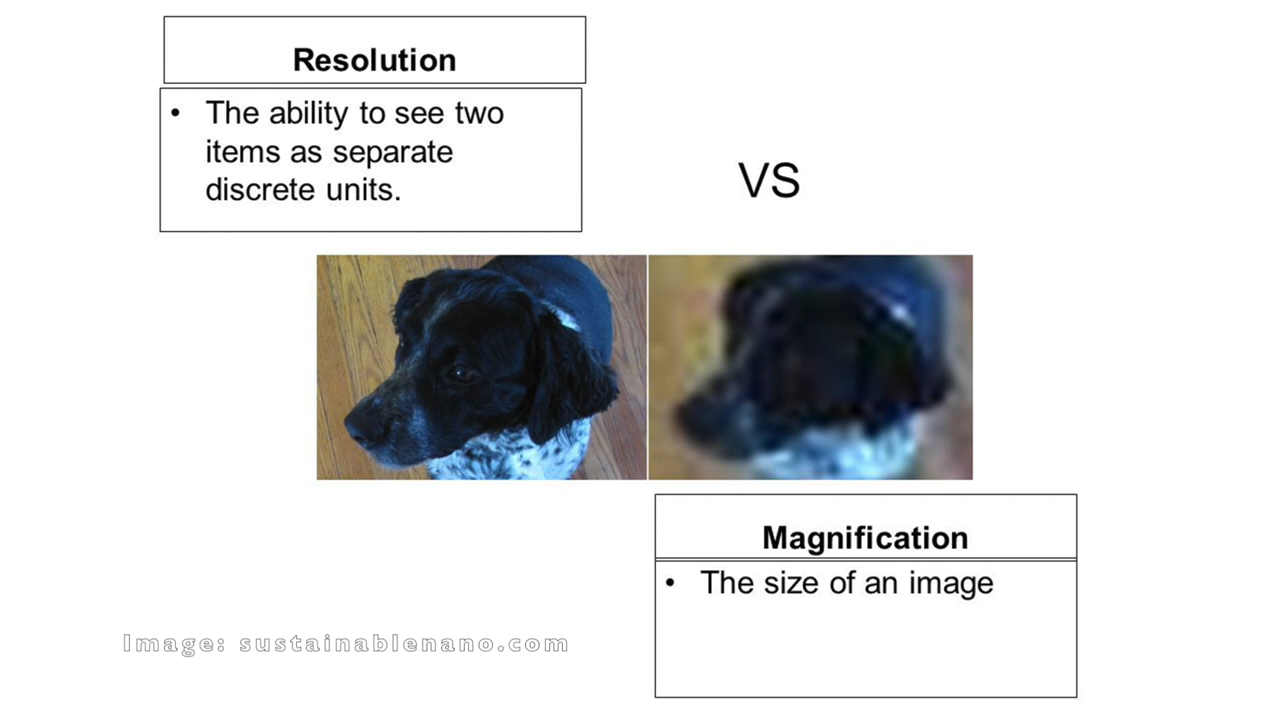 Resolution
• The ability to see two
items as separate
discrete units.
VS
Magnification
• The size of an image
Image: sustainablenano.com